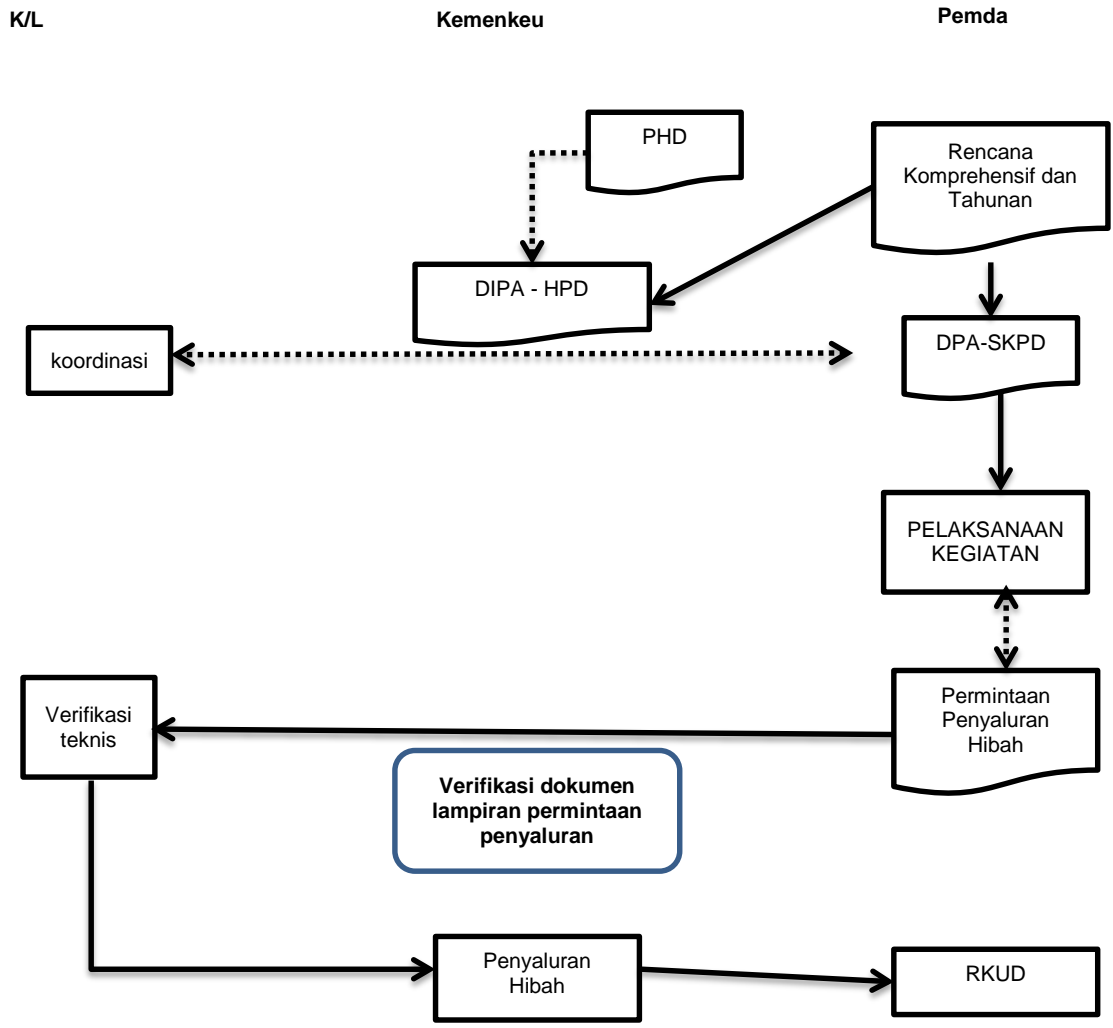 K/L
Kemenkeu
Pemda
PHD
Rencana
Komprehensif dan
Tahunan
DIPA - HPD
DPA-SKPD
koordinasi
PELAKSANAAN
KEGIATAN
Permintaan
Penyaluran
Hibah
Verifikasi
teknis
Verifikasi dokumen
lampiran permintaan
penyaluran
Penyaluran
Hibah
RKUD